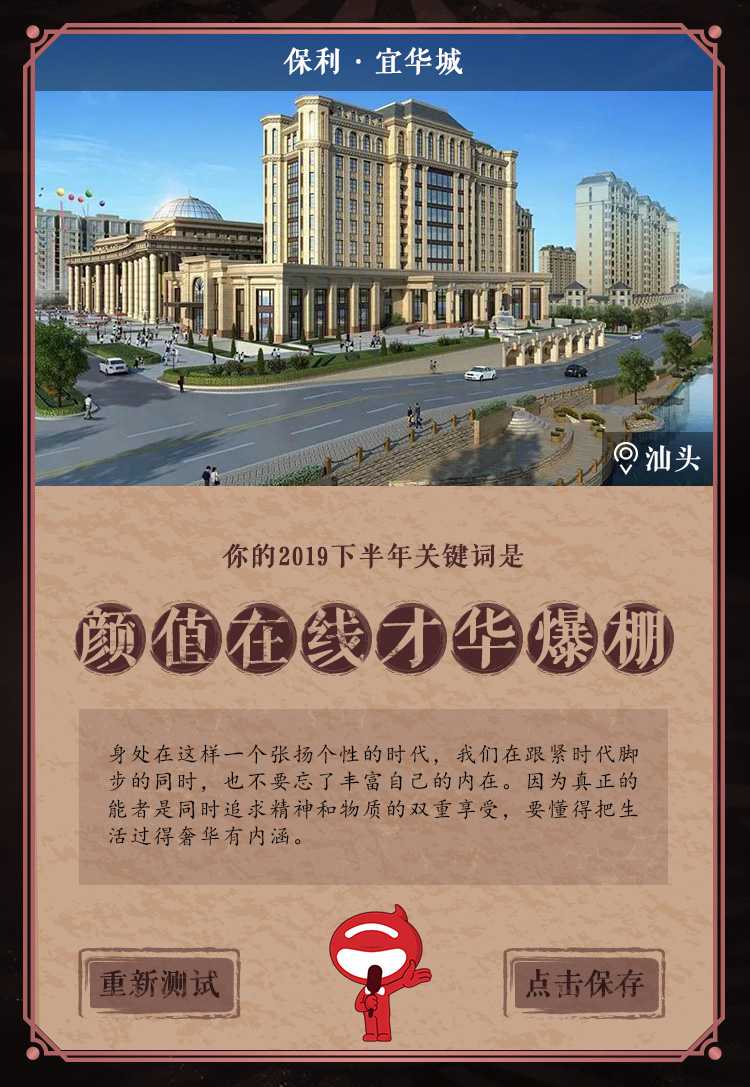 保利·宜华城
汕头
你的2019下半年关键词是
颜值在线才华爆棚
身处在这样一个张扬个性的时代，我们在跟紧时代脚
步的同时，也不要忘了丰富自己的内在。因为真正的
能者是同时追求精神和物质的双重享受，要懂得把生
活过得奢华有内涵。
重新测试
点击保存